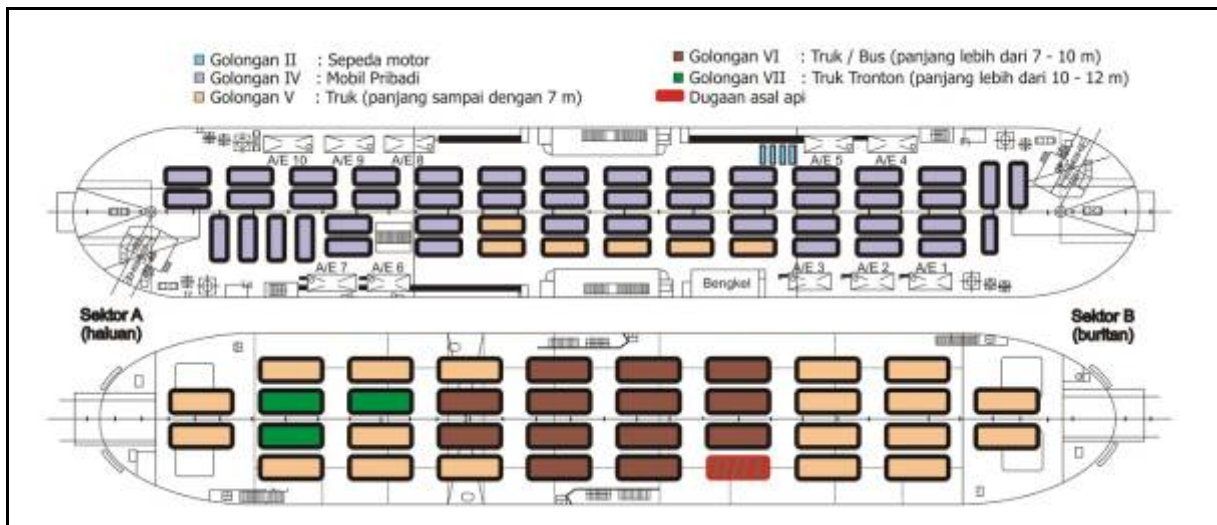 Golongan II : Sepeda motor
Golongan IV : Mobil Pribadi
Golongan V : Truk (panjang sampai dengan 7 m)
Golongan VI : Truk / Bus (panjang lebih dari 7 - 10 m)
Golongan VII : Truk Tronton (panjang lebih dari 10 - 12 m)
Dugaan asal api
A/E 10 A/E 9 A/E 8 A/E 5 A/E 4
A/E 7 A/E 6 Bengkel A/E 3 A/E 2 A/E 1
Sektor A
(haluan)
Sektor B
(buritan)